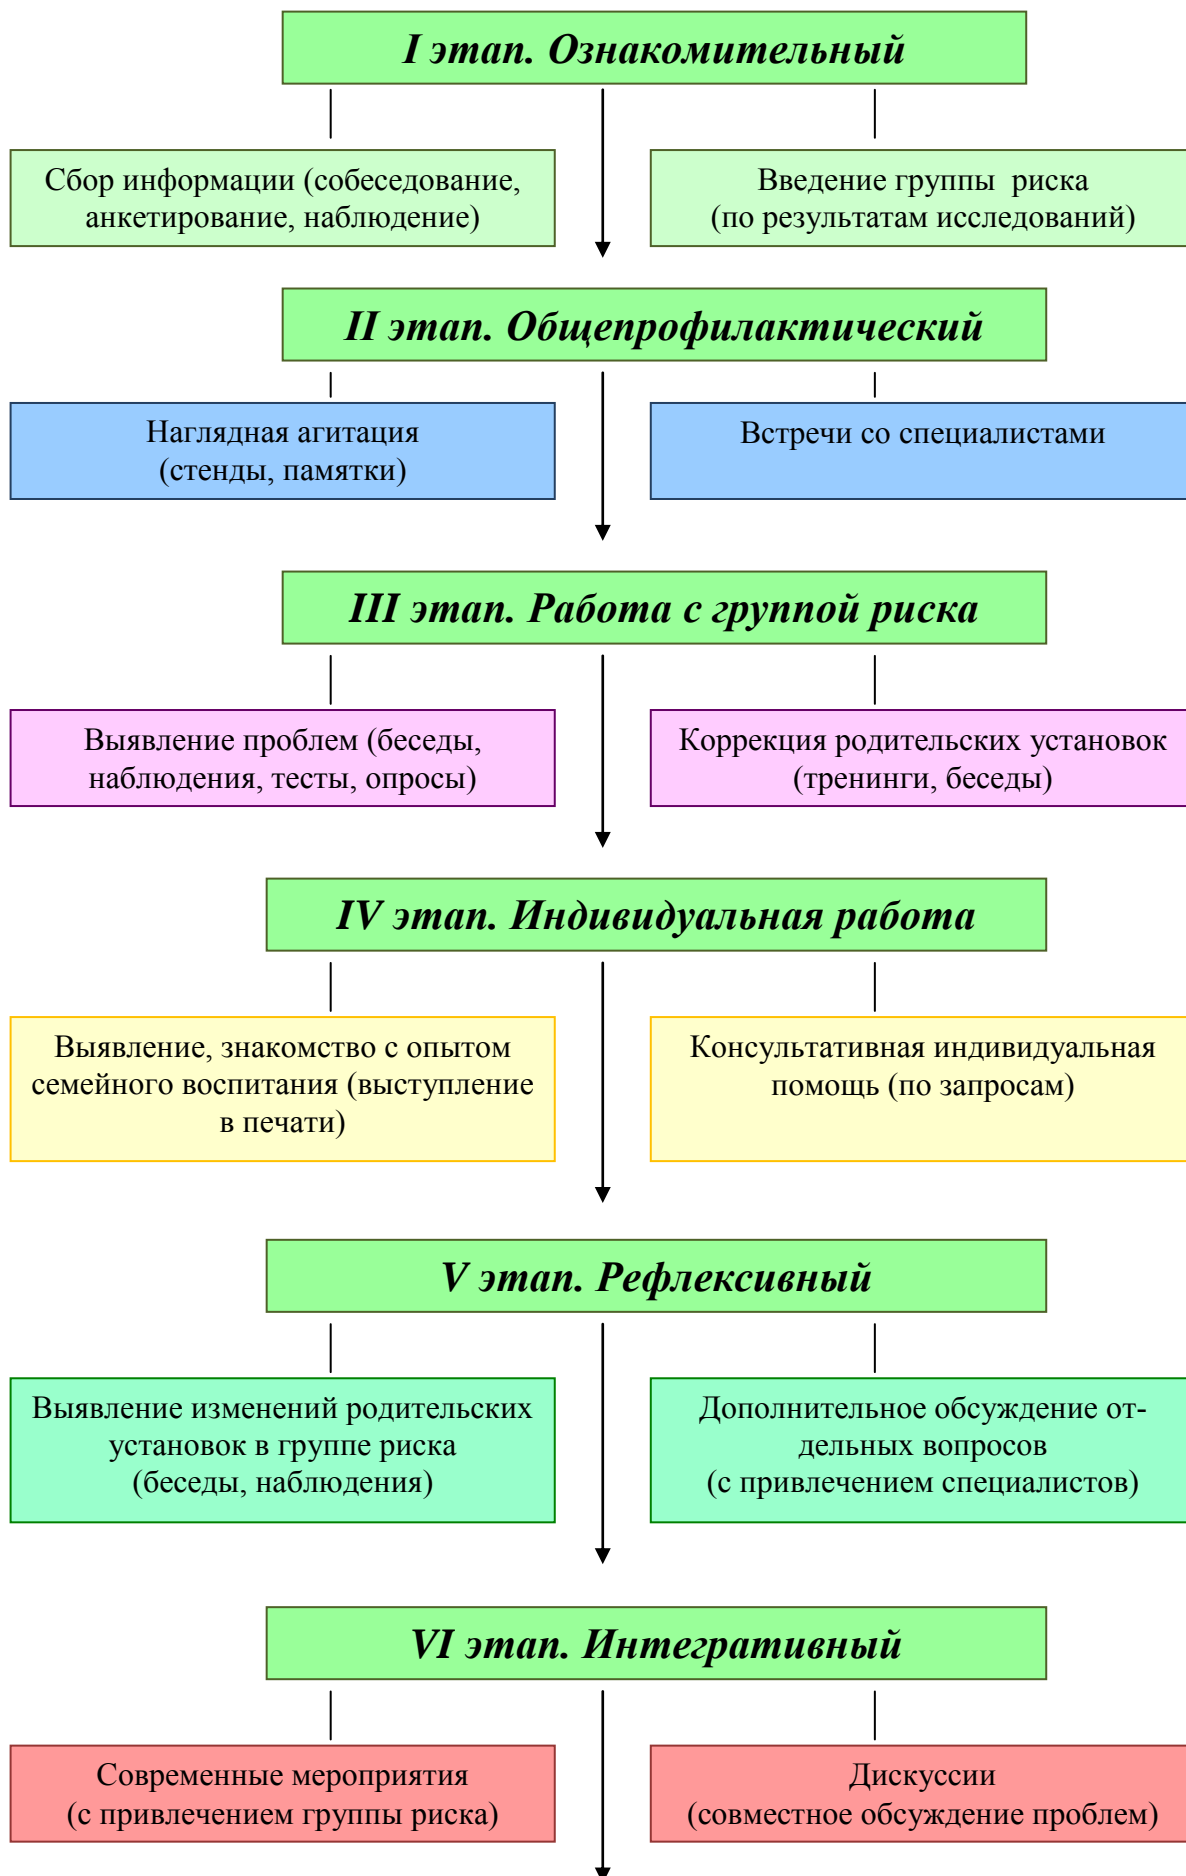 I этап. Ознакомительный
Сбор информации (собеседование,
анкетирование, наблюдение)
Введение группы риска
(по результатам исследований)
II этап. Общепрофилактический
Наглядная агитация
(стенды, памятки)
Встречи со специалистами
III этап. Работа с группой риска
Выявление проблем (беседы,
наблюдения, тесты, опросы)
Коррекция родительских установок
(тренинги, беседы)
IV этап. Индивидуальная работа
Выявление, знакомство с опытом
семейного воспитания (выступление
в печати)
Консультативная индивидуальная
помощь (по запросам)
V этап. Рефлексивный
Выявление изменений родительских
установок в группе риска
(беседы, наблюдения)
Дополнительное обсуждение от-
дельных вопросов
(с привлечением специалистов)
VI этап. Интегративный
Современные мероприятия
(с привлечением группы риска)
Дискуссии
(совместное обсуждение проблем)